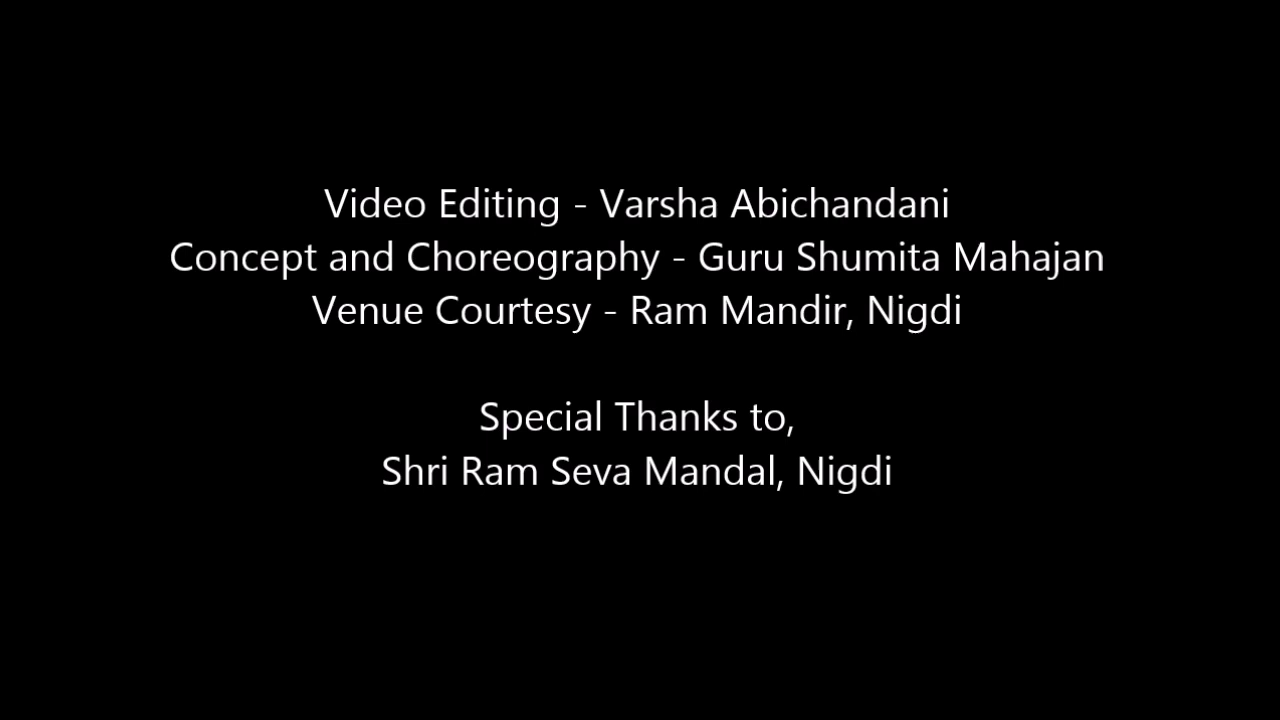 Video Editing - Varsha Abichandani
Concept and Choreography - Guru Shumita Mahajan
Venue Courtesy - Ram Mandir, Nigdi
Special Thanks to,
Shri Ram Seva Mandal, Nigdi